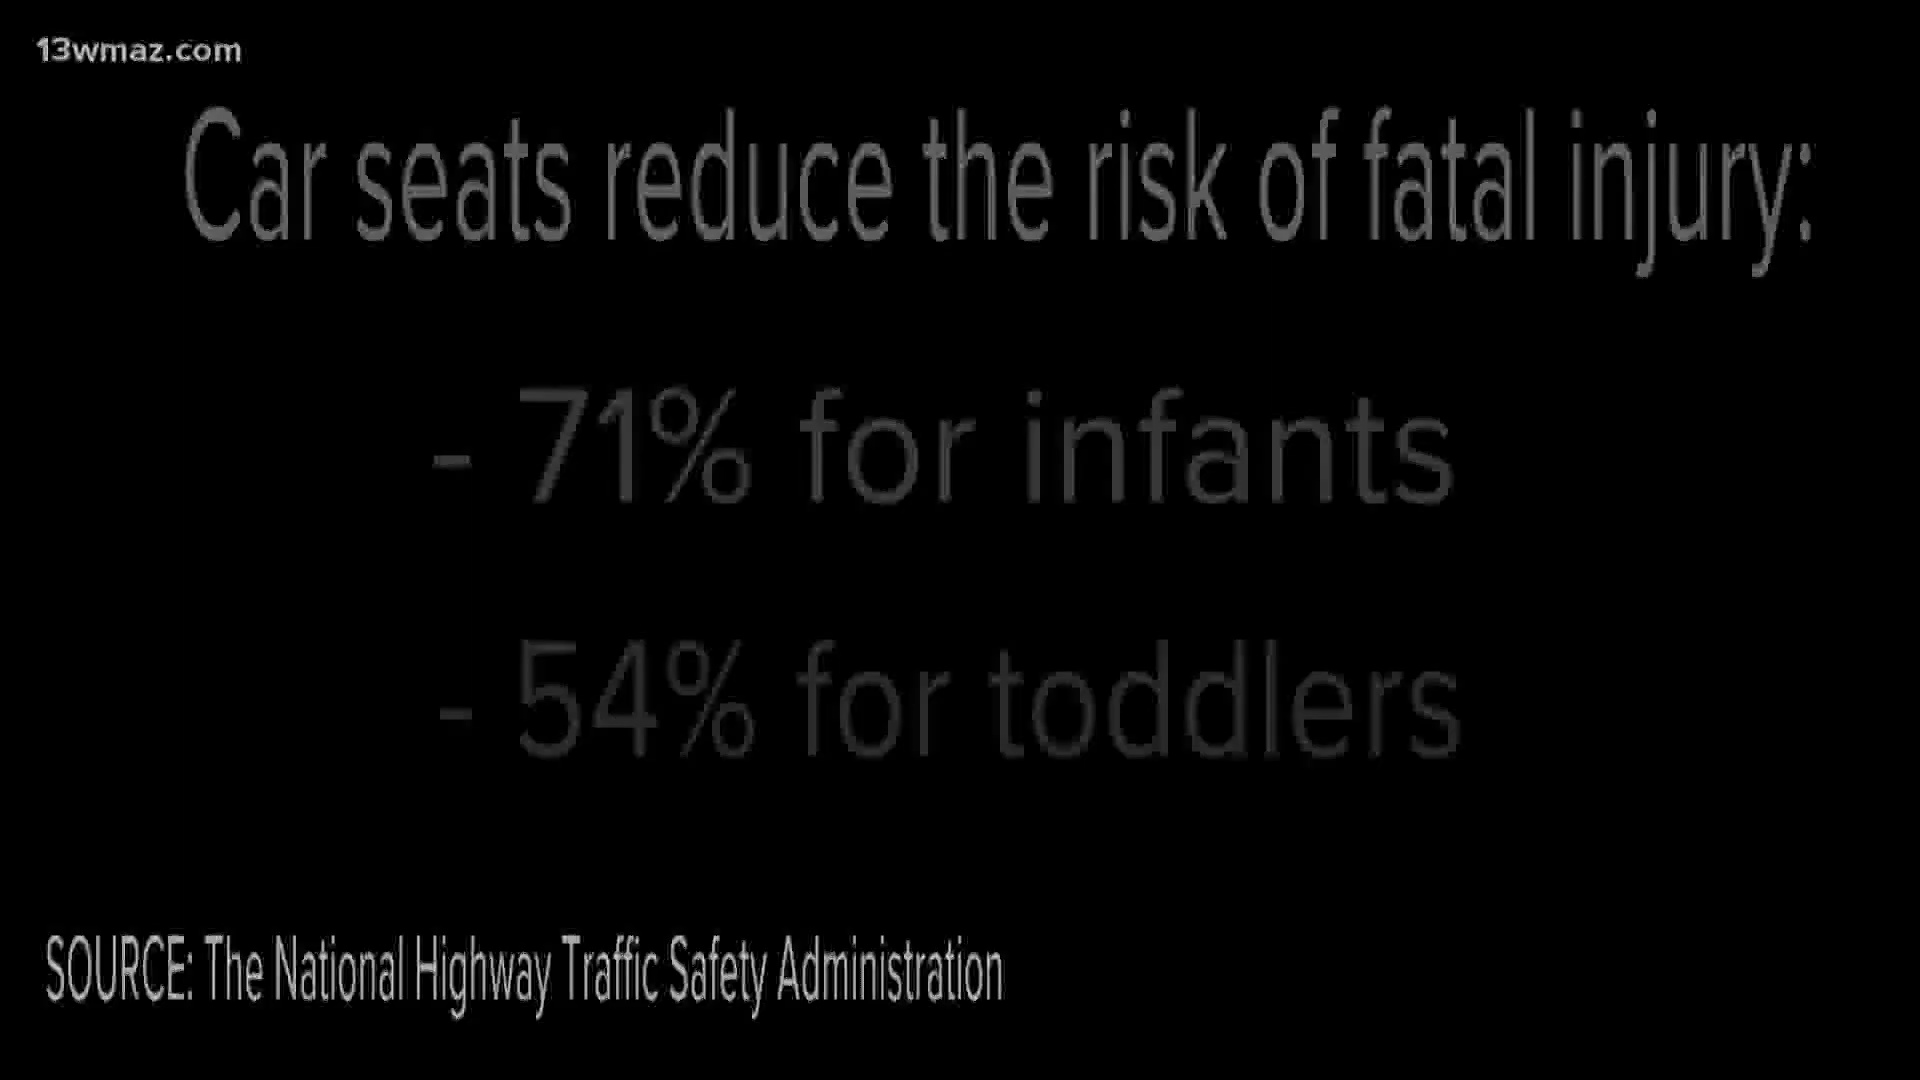 13wmaz.com
Car seats reduce the risk of fatal injury:
- 71% for infants
- 54% for toddlers
SOURCE: The National Highway Traffic Safety Administration